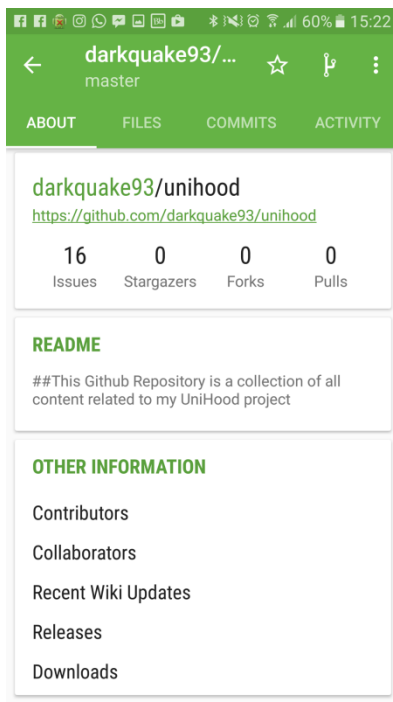 60% 15:22
darkquake93/...
master
ABOUT FILES COMMITS ACTIVITY
darkquake93/unihood
https://github.com/darkquake93/unihood
16 0 0 0
Issues Stargazers Forks Pulls
README
##This Github Repository is a collection of all
content related to my UniHood project
OTHER INFORMATION
Contributors
Collaborators
Recent Wiki Updates
Releases
Downloads